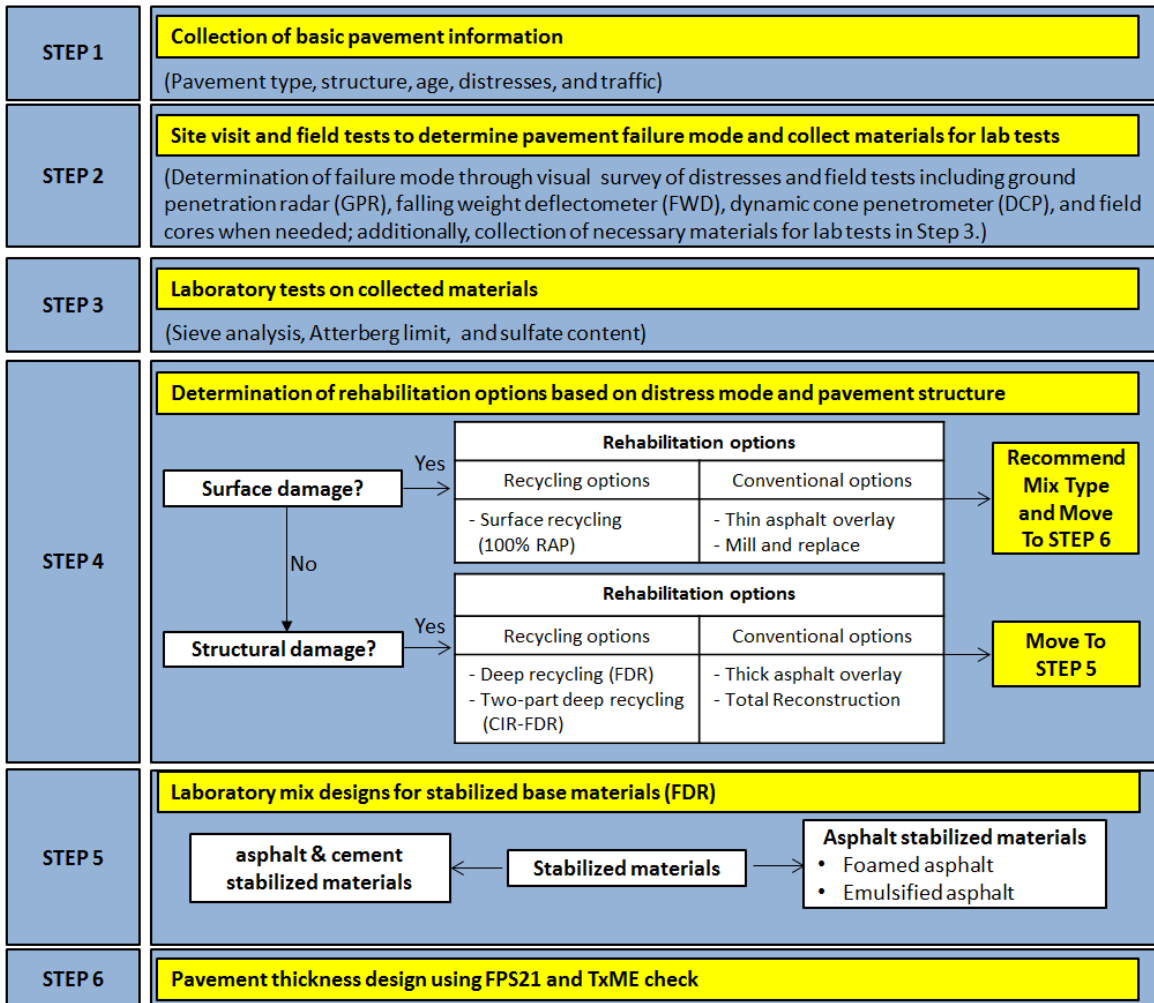 STEP 1
Collection of basic pavement information
(Pavement type, structure, age, distresses, and traffic)
STEP 2
Site visit and field tests to determine pavement failure mode and collect materials for lab tests
(Determination of failure mode through visual survey of distresses and field tests including ground
penetration radar (GPR), falling weight deflectometer (FWD), dynamic cone penetrometer (DCP), and field
cores when needed; additionally, collection of necessary materials for lab tests in Step 3.)
STEP 3
Laboratory tests on collected materials
(Sieve analysis, Atterberg limit, and sulfate content)
STEP 4
Determination of rehabilitation options based on distress mode and pavement structure
Surface damage?
Yes
Rehabilitation options
Recycling options
Conventional options
- Surface recycling
(100% RAP)
- Thin asphalt overlay
- Mill and replace
Recommend
Mix Type
and Move
To STEP 6
No
Structural damage?
Yes
Rehabilitation options
Recycling options
Conventional options
- Deep recycling (FDR)
- Two-part deep recycling
(CIR-FDR)
- Thick asphalt overlay
- Total Reconstruction
Move To
STEP 5
STEP 5
Laboratory mix designs for stabilized base materials (FDR)
asphalt & cement
stabilized materials
Stabilized materials
Asphalt stabilized materials
• Foamed asphalt
• Emulsified asphalt
STEP 6
Pavement thickness design using FPS21 and TxME check